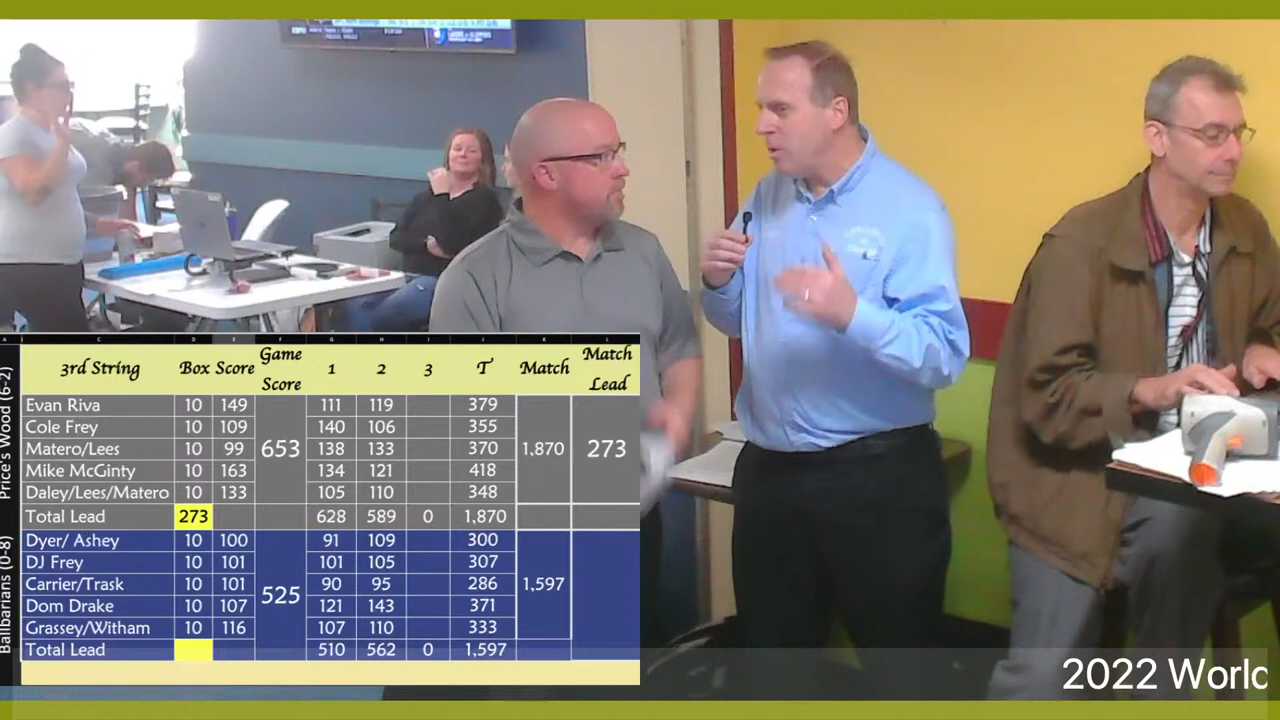 3rd String Box Score Game Score 1 2 3 T Match Match Lead
Price's Wood (6-2)
Evan Riva 10 149 111 119 379
Cole Frey 10 109 140 106 355
Matero/Lees 10 99 653 138 133 370 1,870 273
Mike McGinty 10 163 134 121 418
Daley/Lees/Matero 10 133 105 110 348
Total Lead 273 628 589 0 1,870
Ballbarians (0-8)
Dyer/ Ashey 10 100 91 109 300
DJ Frey 10 101 101 105 307
Carrier/Trask 10 101 525 90 95 286 1,597
Dom Drake 10 107 121 143 371
Grassey/Witham 10 116 107 110 333
Total Lead 510 562 0 1,597
2022 World